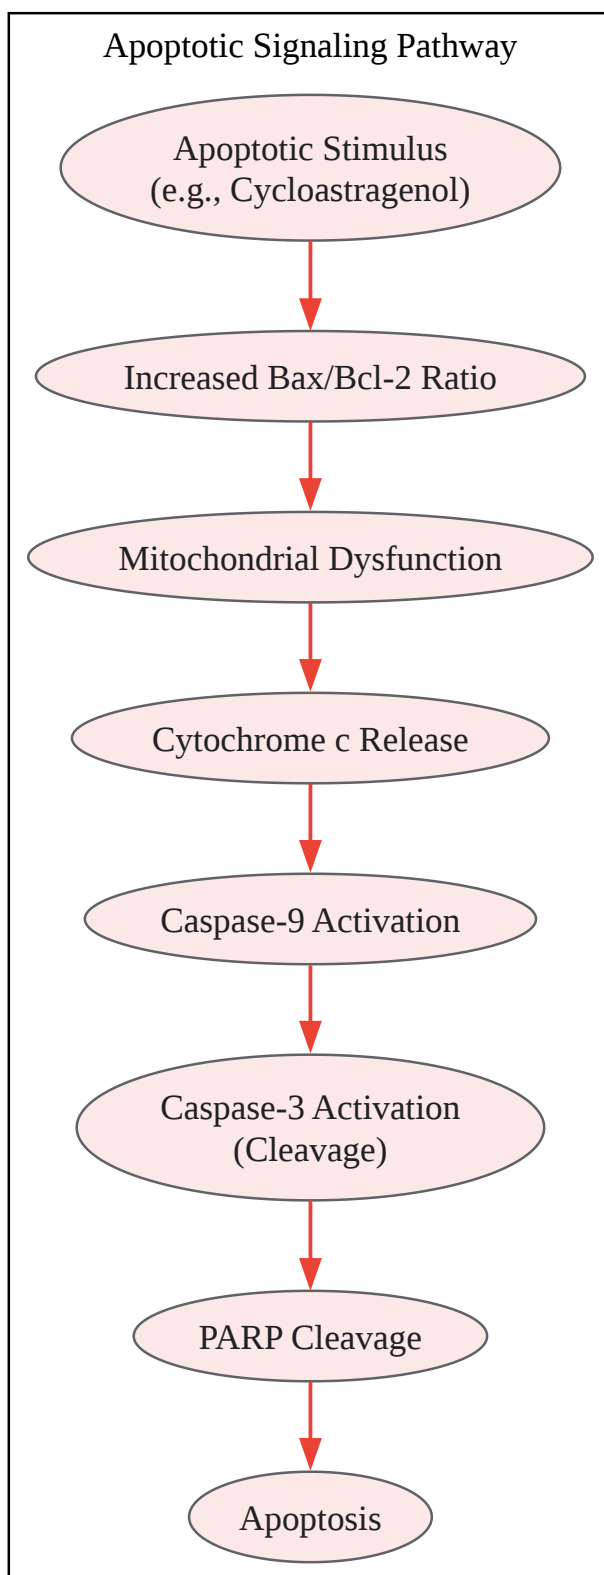 Apoptotic Signaling Pathway
Apoptotic Stimulus
(e.g., Cycloastragenol)
Increased Bax/Bcl-2 Ratio
Mitochondrial Dysfunction
Cytochrome c Release
Caspase-9 Activation
Caspase-3 Activation
(Cleavage)
PARP Cleavage
Apoptosis